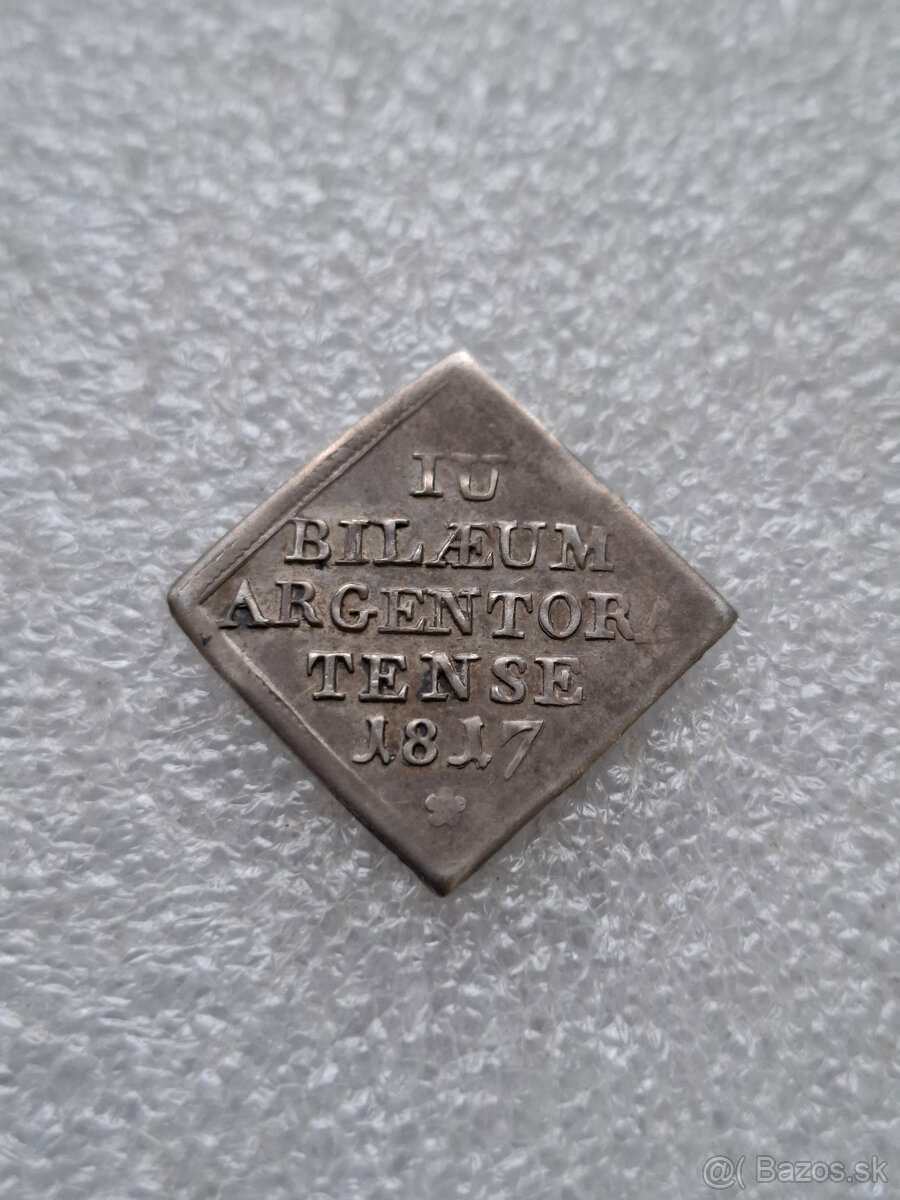 IU
BILÆUM
ARGENTOR
TENSE
1817
@( Bazos.sk